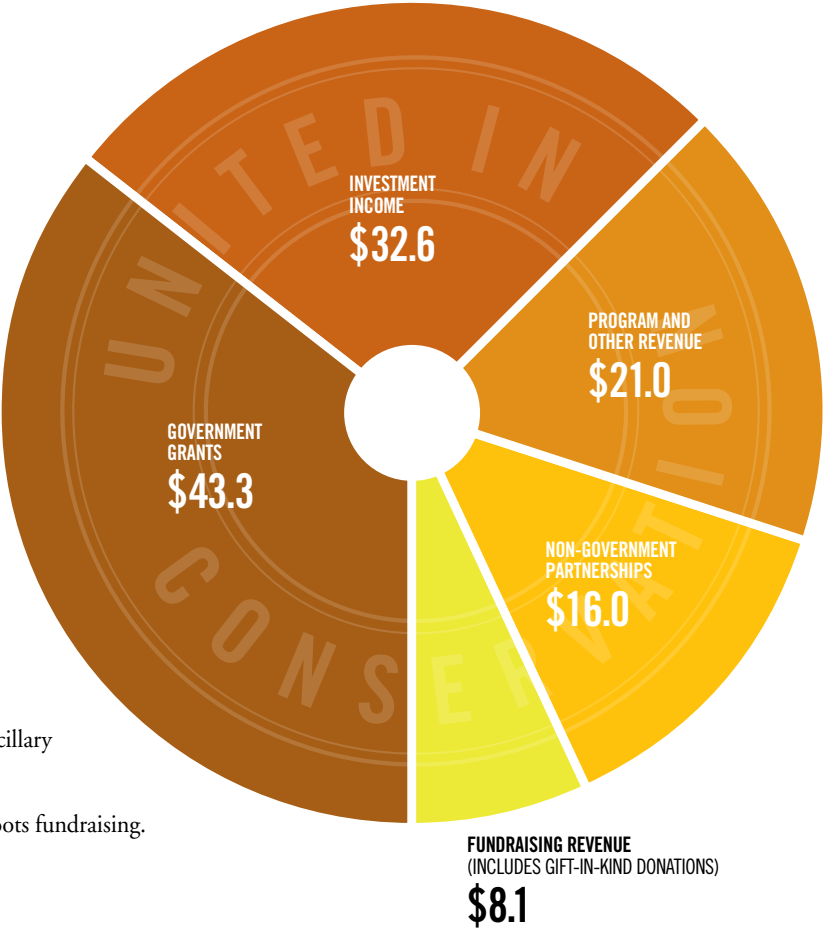 UNITED IN
CONSERVATION
INVESTMENT
INCOME
$32.6
PROGRAM AND
OTHER REVENUE
$21.0
GOVERNMENT
GRANTS
$43.3
NON-GOVERNMENT
PARTNERSHIPS
$16.0
cillary
ots fundraising.
FUNDRAISING REVENUE
(INCLUDES GIFT-IN-KIND DONATIONS)
$8.1